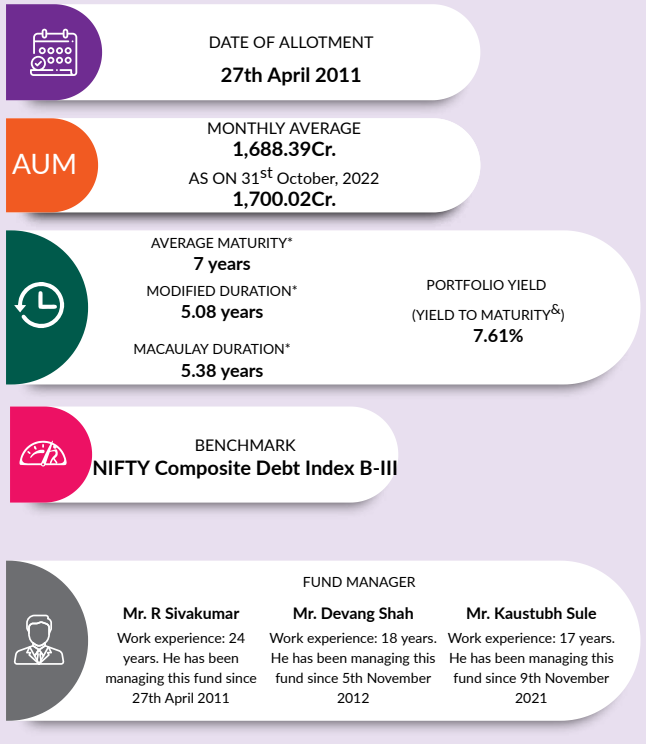 DATE OF ALLOTMENT
27th April 2011
AUM
MONTHLY AVERAGE
1,688.39Cr.
AS ON 31st October, 2022
1,700.02Cr.
AVERAGE MATURITY*
7 years
MODIFIED DURATION*
5.08 years
MACAULAY DURATION*
5.38 years
PORTFOLIO YIELD
(YIELD TO MATURITY&)
7.61%
BENCHMARK
NIFTY Composite Debt Index B-III
FUND MANAGER
Mr. R Sivakumar
Work experience: 24
years. He has been
managing this fund since
27th April 2011
Mr. Devang Shah
Work experience: 18 years.
He has been managing this
fund since 5th November
2012
Mr. Kaustubh Sule
Work experience: 17 years.
He has been managing this
fund since 9th November
2021